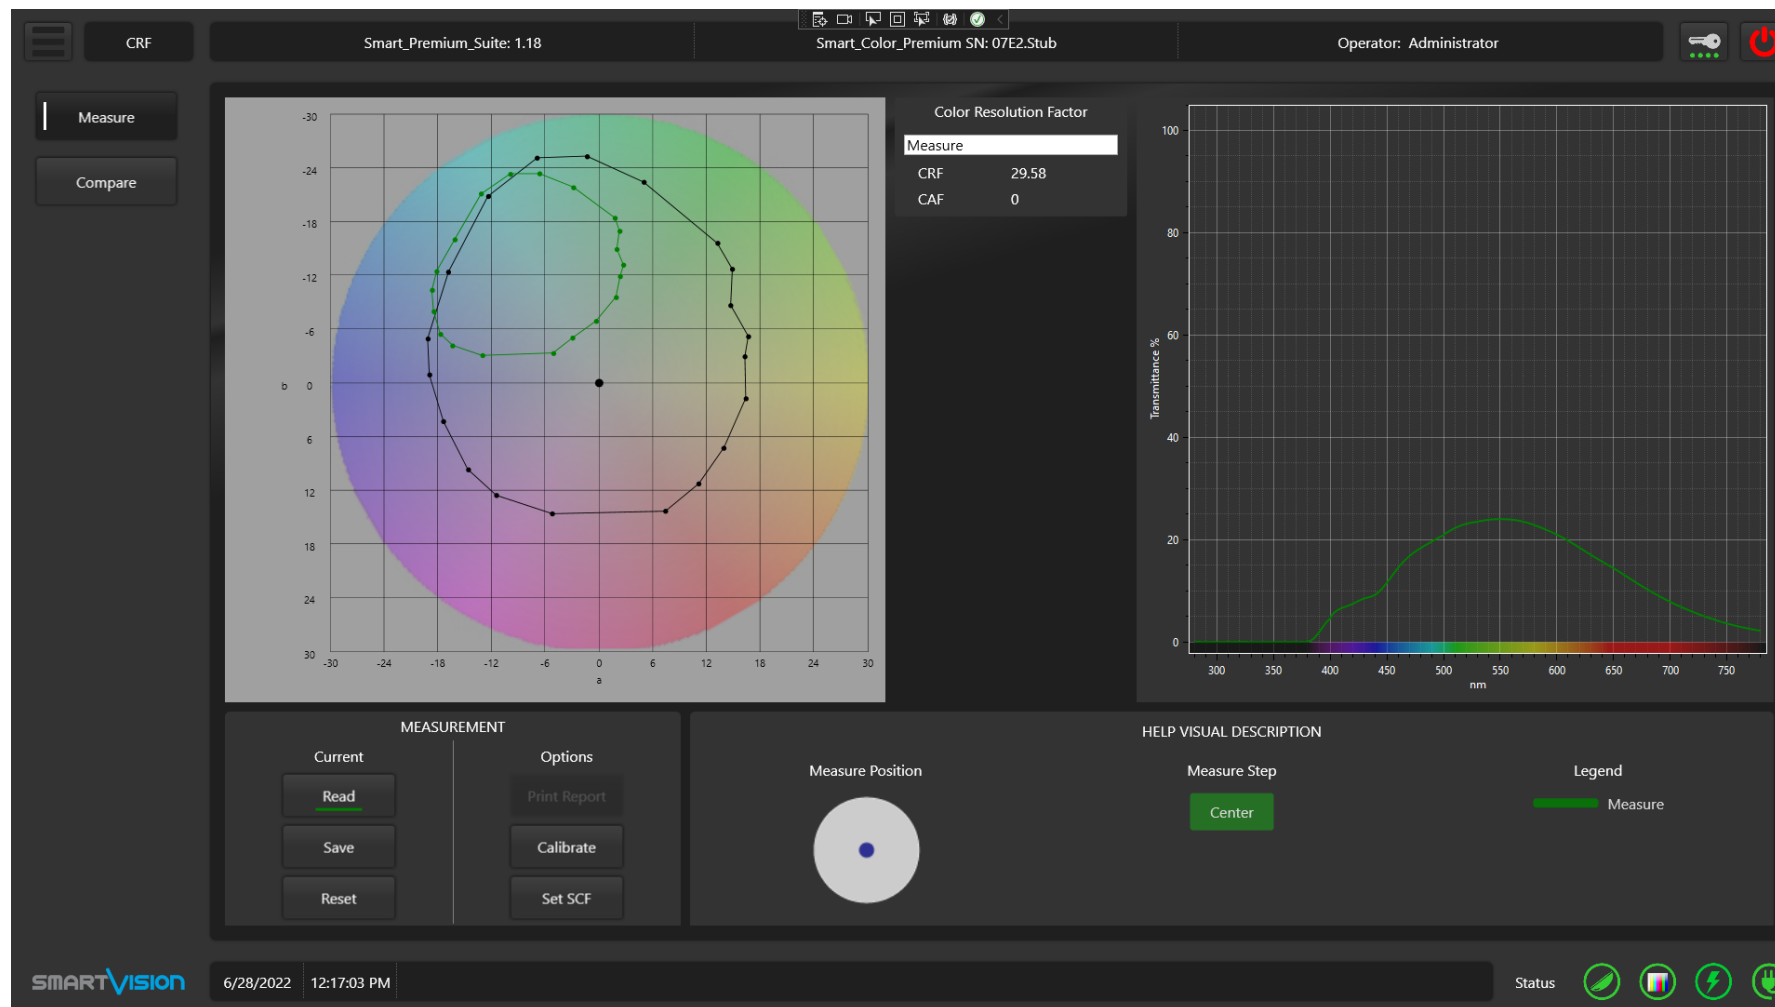 CRF
Smart_Premium_Suite: 1.18
Smart_Color_Premium SN: 07E2.Stub
Operator: Administrator
Measure
Compare
-30
-24
-18
-12
-6
b 0
6
12
18
24
30
-30 -24 -18 -12 -6 0 6 12 18 24 30
a
Color Resolution Factor
Measure
CRF 29.58
CAF 0
100
80
60
40
20
0
Transmittance %
300 350 400 450 500 550 600 650 700 750
nm
MEASUREMENT
Current Options
Read Print Report
Save Calibrate
Reset Set SCF
HELP VISUAL DESCRIPTION
Measure Position
Measure Step
Center
Legend
Measure
SMARTVISION
6/28/2022 12:17:03 PM
Status